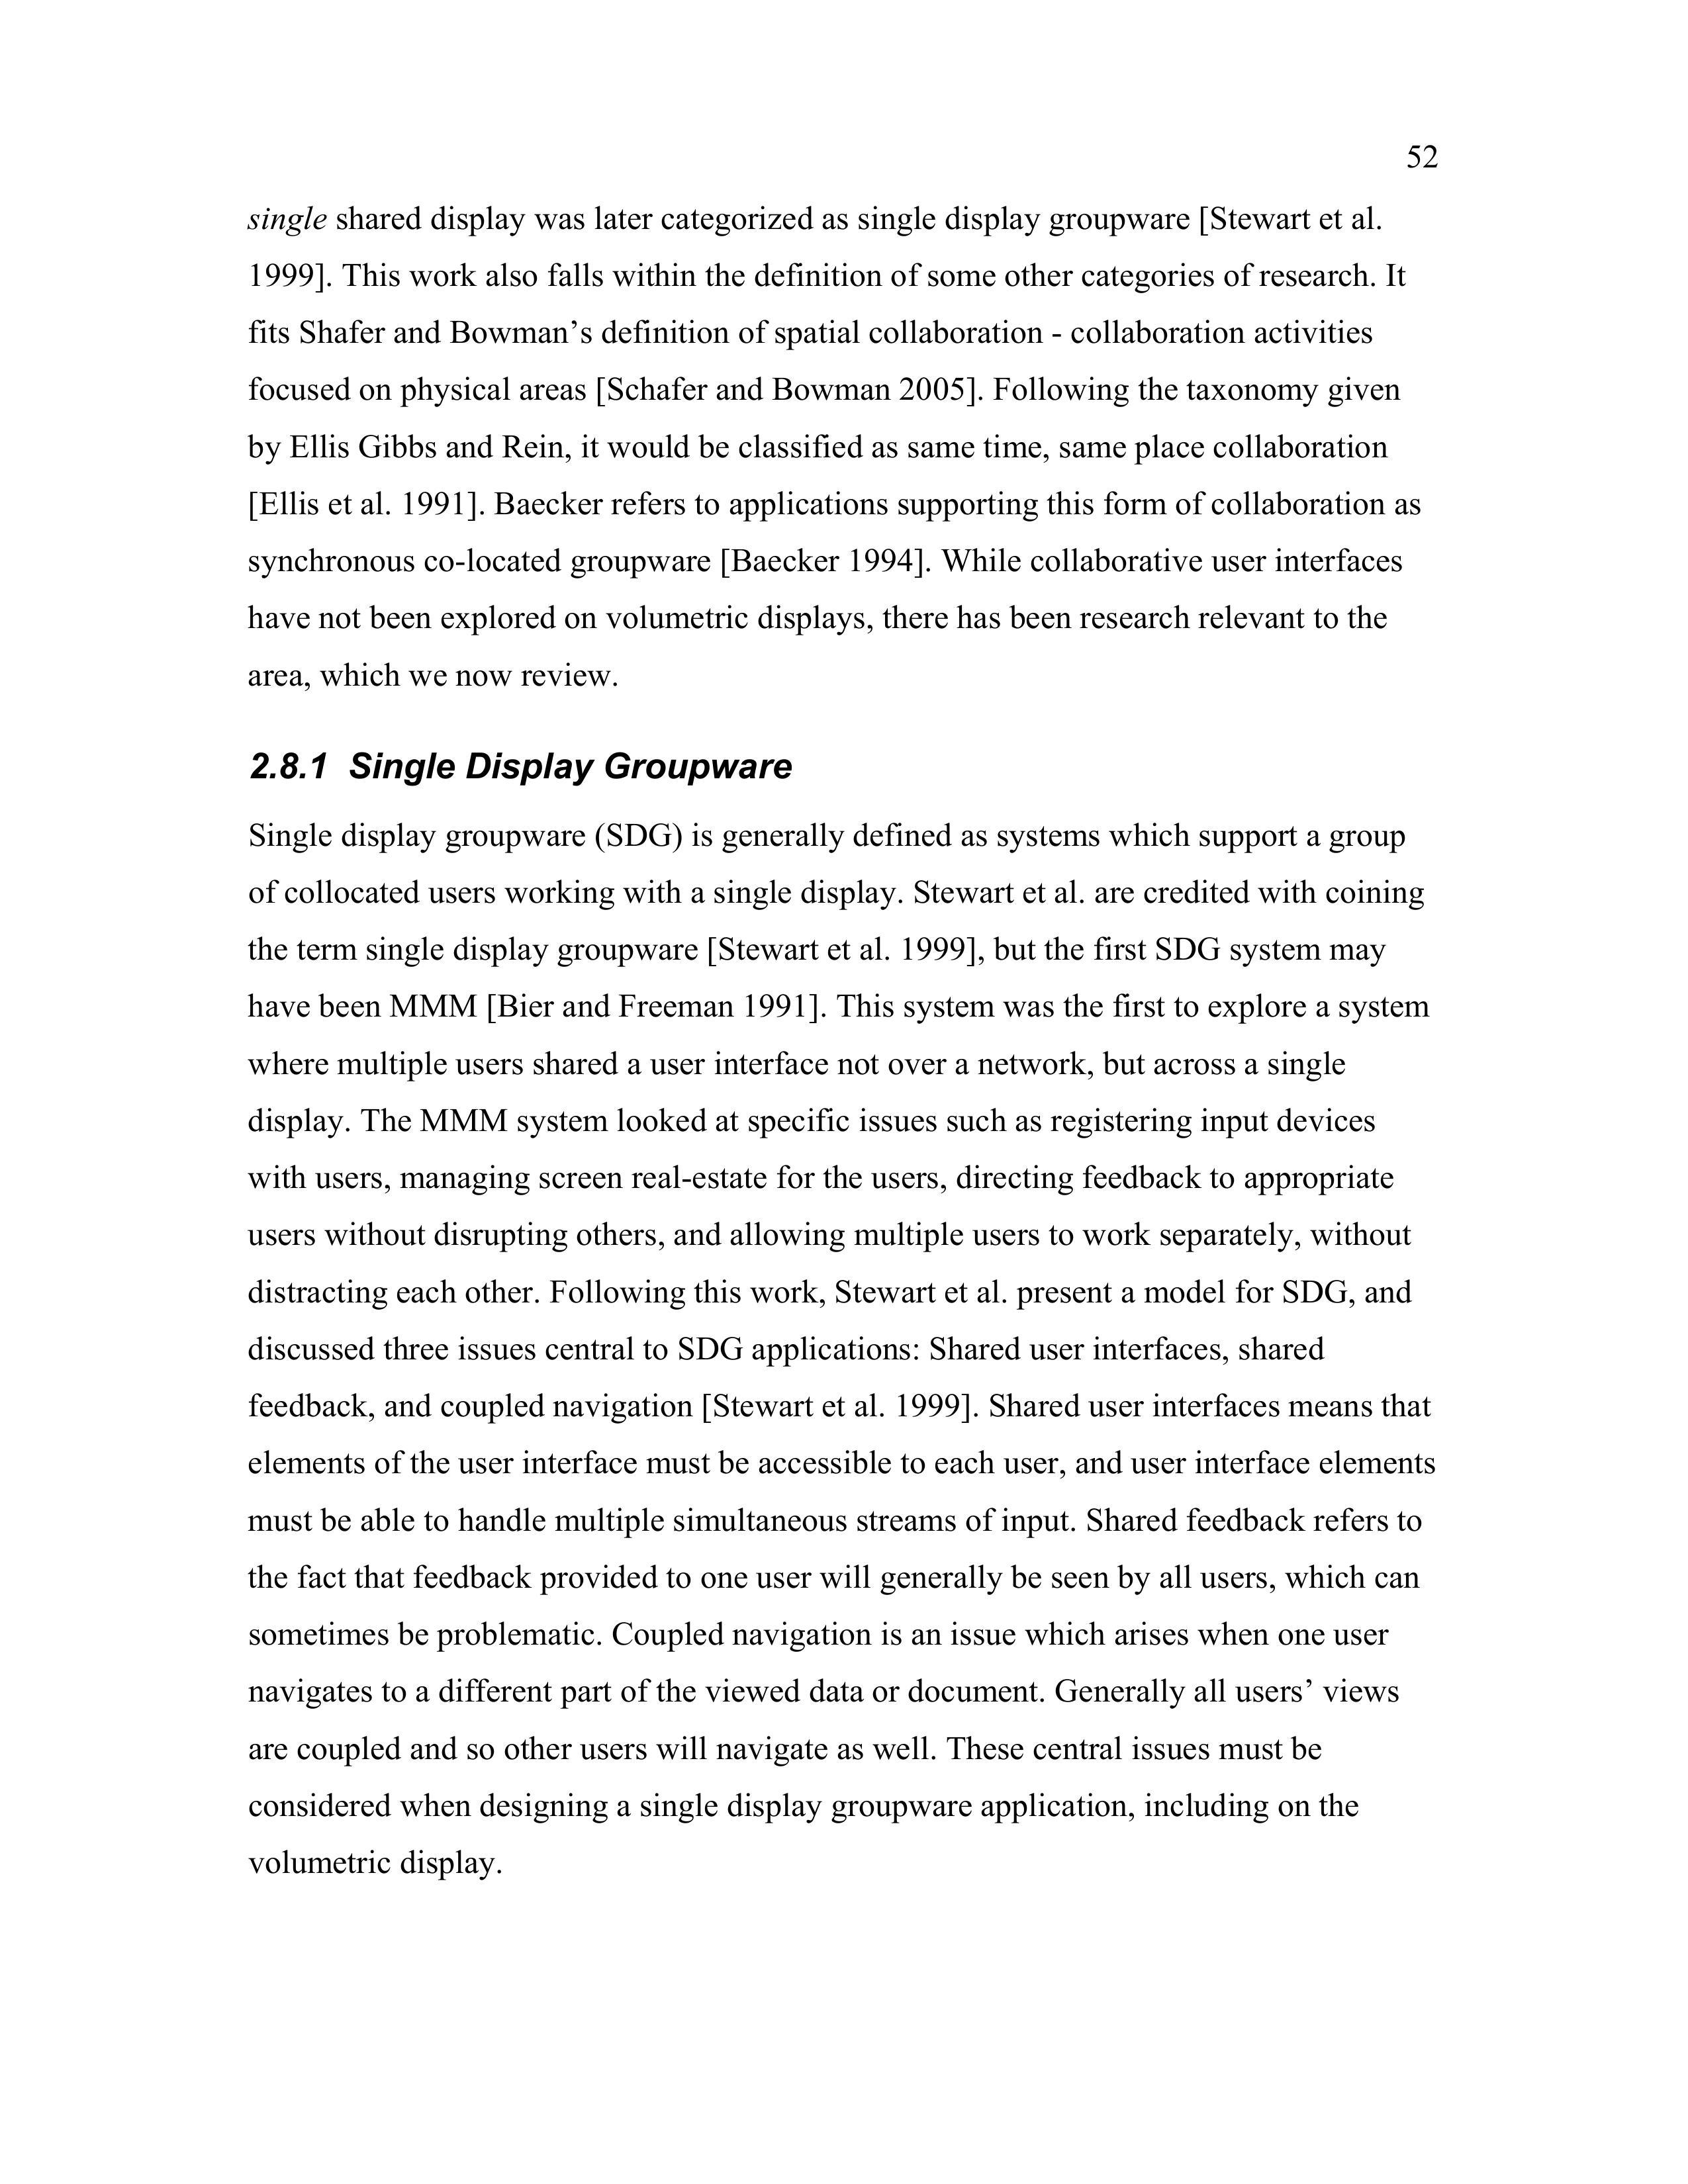 52
single shared display was later categorized as single display groupware [Stewart et al.
1999]. This work also falls within the definition of some other categories of research. It
fits Shafer and Bowman’s definition of spatial collaboration - collaboration activities
focused on physical areas [Schafer and Bowman 2005]. Following the taxonomy given
by Ellis Gibbs and Rein, it would be classified as same time, same place collaboration
[Ellis et al. 1991]. Baecker refers to applications supporting this form of collaboration as
synchronous co-located groupware [Baecker 1994]. While collaborative user interfaces
have not been explored on volumetric displays, there has been research relevant to the
area, which we now review.
2.8.1 Single Display Groupware
Single display groupware (SDG) is generally defined as systems which support a group
of collocated users working with a single display. Stewart et al. are credited with coining
the term single display groupware [Stewart et al. 1999], but the first SDG system may
have been MMM [Bier and Freeman 1991]. This system was the first to explore a system
where multiple users shared a user interface not over a network, but across a single
display. The MMM system looked at specific issues such as registering input devices
with users, managing screen real-estate for the users, directing feedback to appropriate
users without disrupting others, and allowing multiple users to work separately, without
distracting each other. Following this work, Stewart et al. present a model for SDG, and
discussed three issues central to SDG applications: Shared user interfaces, shared
feedback, and coupled navigation [Stewart et al. 1999]. Shared user interfaces means that
elements of the user interface must be accessible to each user, and user interface elements
must be able to handle multiple simultaneous streams of input. Shared feedback refers to
the fact that feedback provided to one user will generally be seen by all users, which can
sometimes be problematic. Coupled navigation is an issue which arises when one user
navigates to a different part of the viewed data or document. Generally all users’ views
are coupled and so other users will navigate as well. These central issues must be
considered when designing a single display groupware application, including on the
volumetric display.